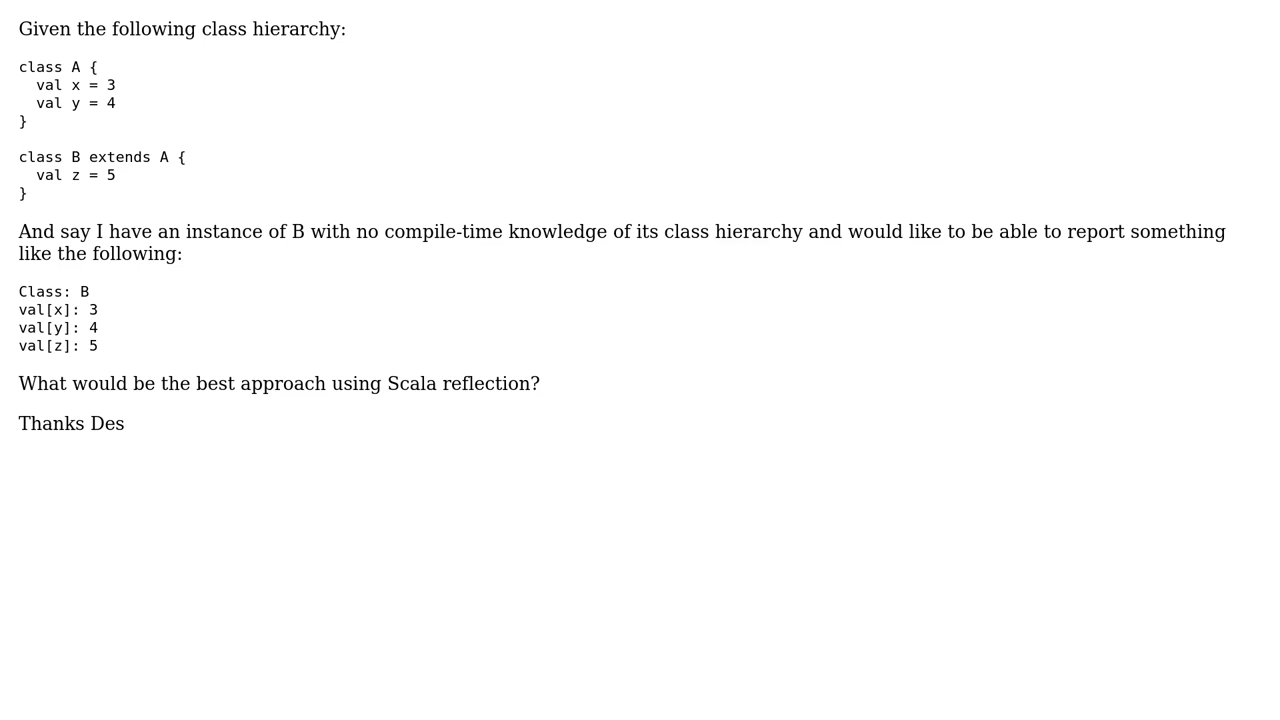 Given the following class hierarchy:
class A {
  val x = 3
  val y = 4
}
class B extends A {
  val z = 5
}
And say I have an instance of B with no compile-time knowledge of its class hierarchy and would like to be able to report something
like the following:
Class: B
val[x]: 3
val[y]: 4
val[z]: 5
What would be the best approach using Scala reflection?
Thanks Des